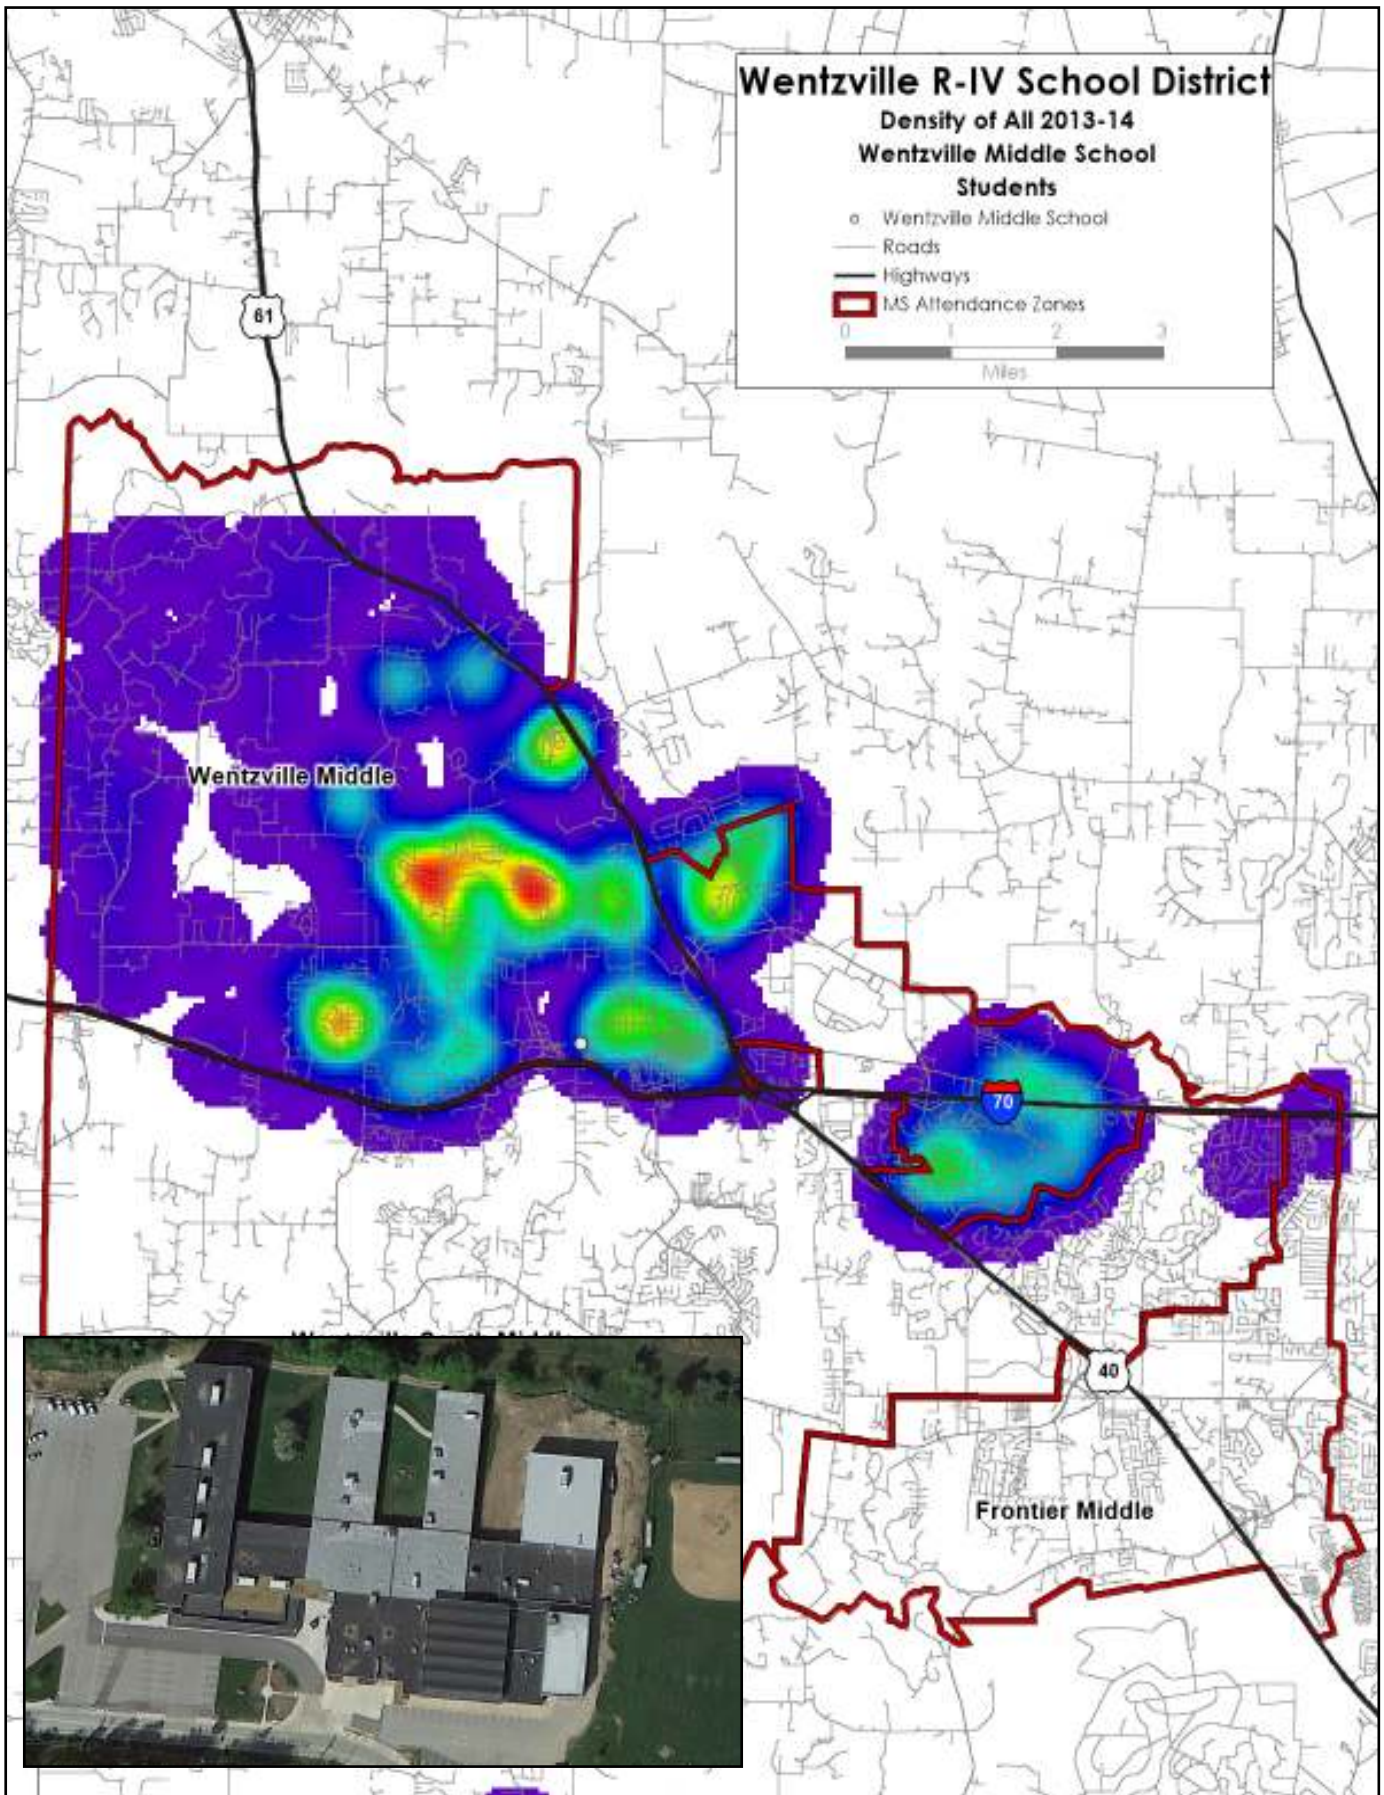 Wentzville R-IV School District
Density of All 2013-14
Wentzville Middle School
Students
Wentzville Middle School
Roads
Highways
MS Attendance Zones
0 1 2 3
Miles
61
Wentzville Middle
70
40
Frontier Middle